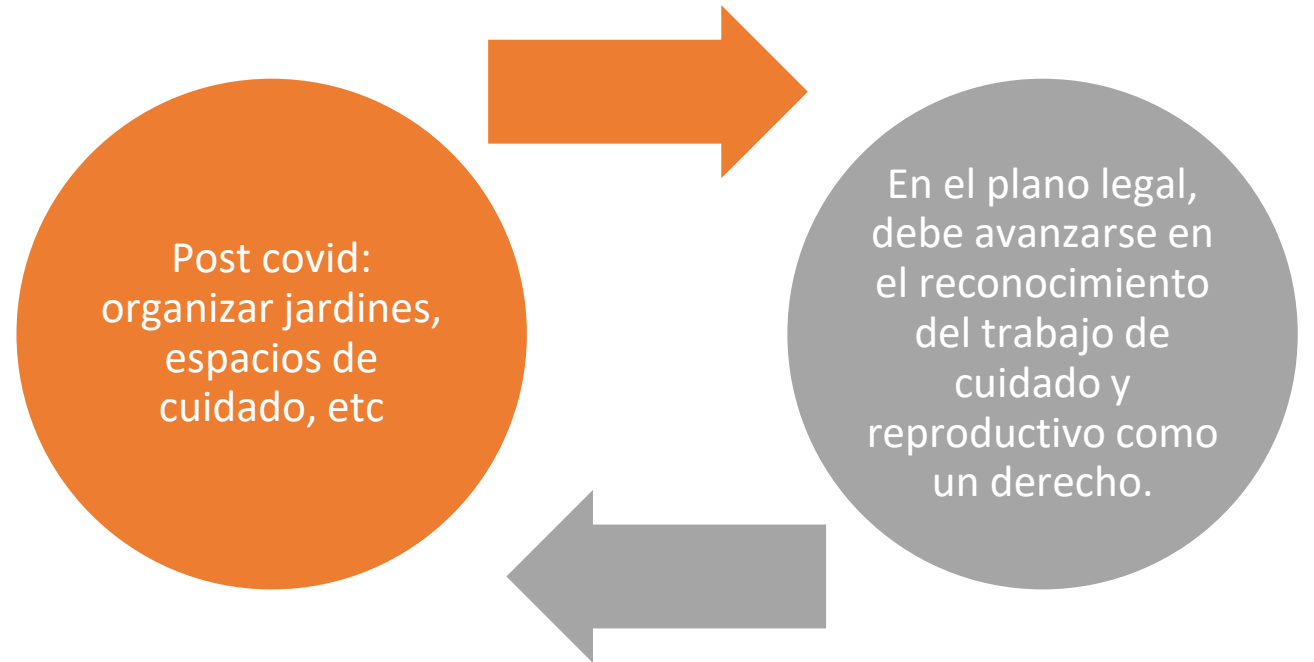 Post covid:
organizar jardines,
espacios de
cuidado, etc
En el plano legal,
debe avanzarse en
el reconocimiento
del trabajo de
cuidado y
reproductivo como
un derecho.